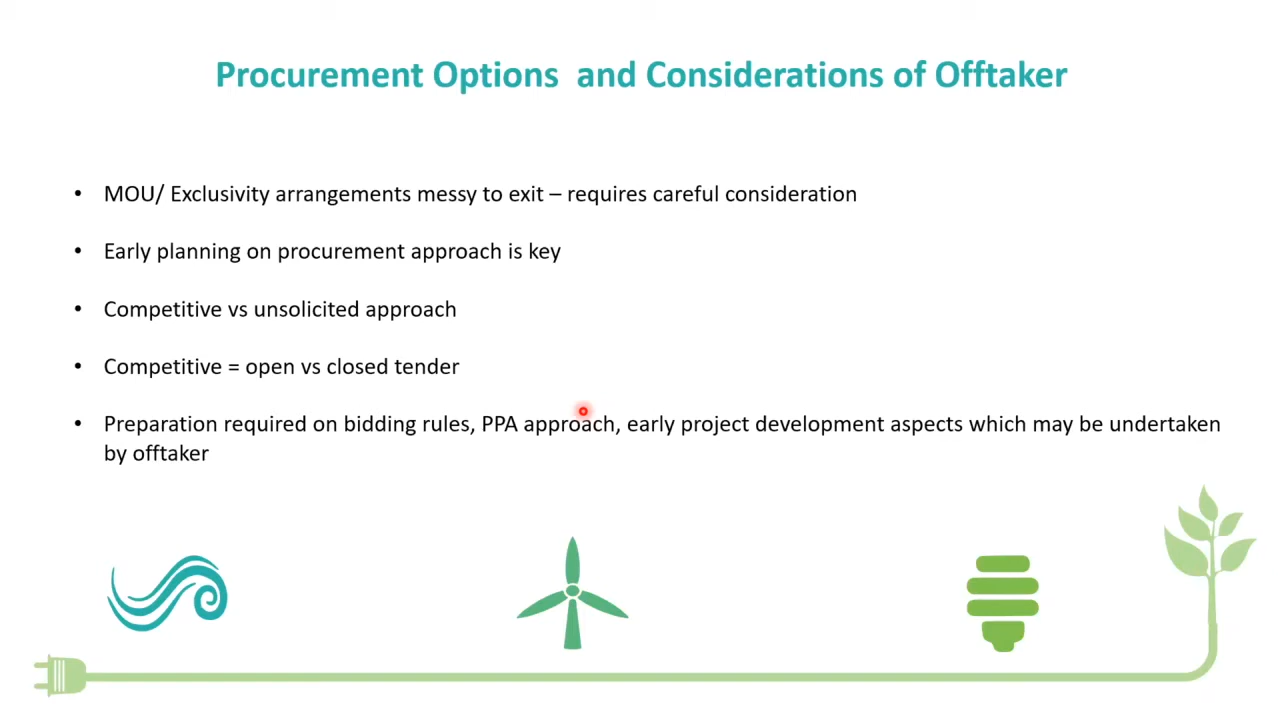 Procurement Options  and Considerations of Offtaker
• MOU/ Exclusivity arrangements messy to exit – requires careful consideration
• Early planning on procurement approach is key
• Competitive vs unsolicited approach
• Competitive = open vs closed tender
• Preparation required on bidding rules, PPA approach, early project development aspects which may be undertaken
by offtaker